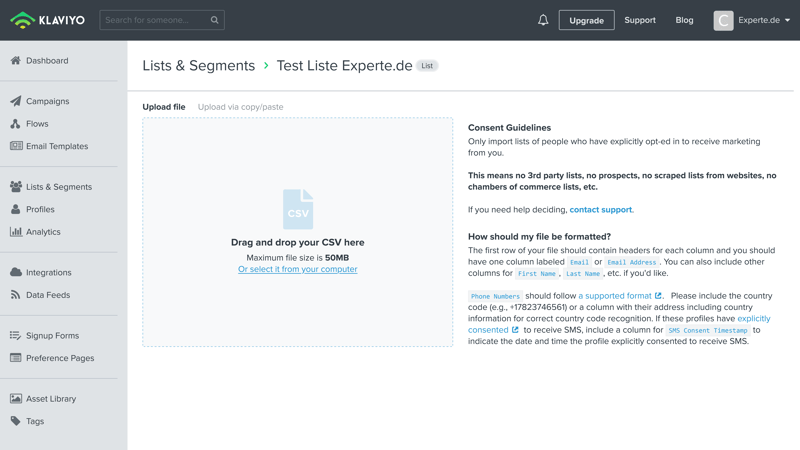 KLAVIYO
Search for someone...
Upgrade
Support
Blog
C
Experte.de
Dashboard
Campaigns
Flows
Email Templates
Lists & Segments
Profiles
Analytics
Integrations
Data Feeds
Signup Forms
Preference Pages
Asset Library
Tags
Lists & Segments › Test Liste Experte.de List
Upload file
Upload via copy/paste
CSV
Drag and drop your CSV here
Maximum file size is 50MB
Or select it from your computer
Consent Guidelines
Only import lists of people who have explicitly opt-ed in to receive marketing
from you.
This means no 3rd party lists, no prospects, no scraped lists from websites, no
chambers of commerce lists, etc.
If you need help deciding, contact support.
How should my file be formatted?
The first row of your file should contain headers for each column and you should
have one column labeled Email or Email Address. You can also include other
columns for First Name, Last Name, etc. if you'd like.
Phone Numbers should follow a supported format. Please include the country
code (e.g., +17823746561) or a column with their address including country
information for correct country code recognition. If these profiles have explicitly
consented to receive SMS, include a column for SMS Consent Timestamp to
indicate the date and time the profile explicitly consented to receive SMS.